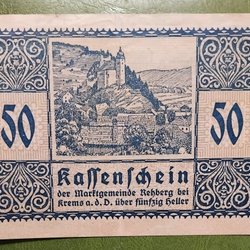 50 50
Kassenschein
der Marktgemeinde Rehberg bei
Krems a. d. D. über fünfzig Heller